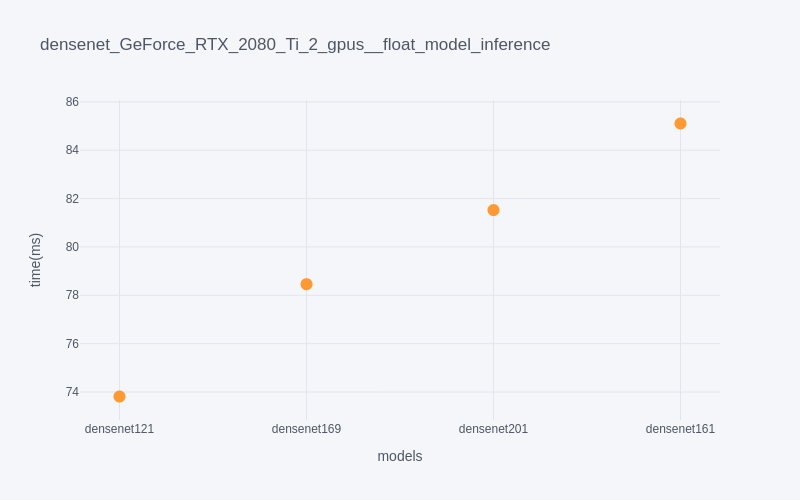 densenet_GeForce_RTX_2080_Ti_2_gpus__float_model_inference
86
84
82
80
78
76
74
time(ms)
densenet121 densenet169 densenet201 densenet161
models